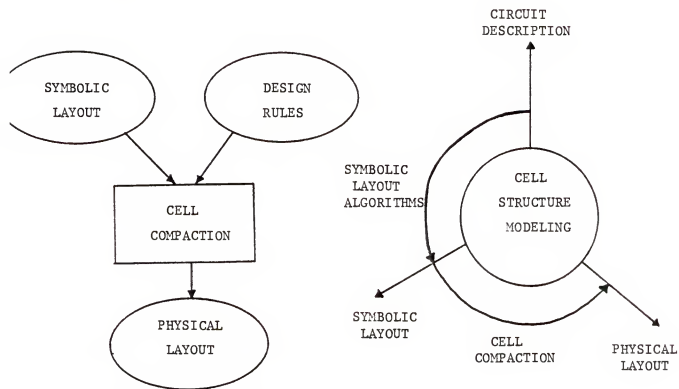 SYMBOLIC
LAYOUT
DESIGN
RULES
CELL
COMPACTION
PHYSICAL
LAYOUT
CIRCUIT
DESCRIPTION
SYMBOLIC
LAYOUT
ALGORITHMS
CELL
STRUCTURE
MODELING
SYMBOLIC
LAYOUT
CELL
COMPACTION
PHYSICAL
LAYOUT